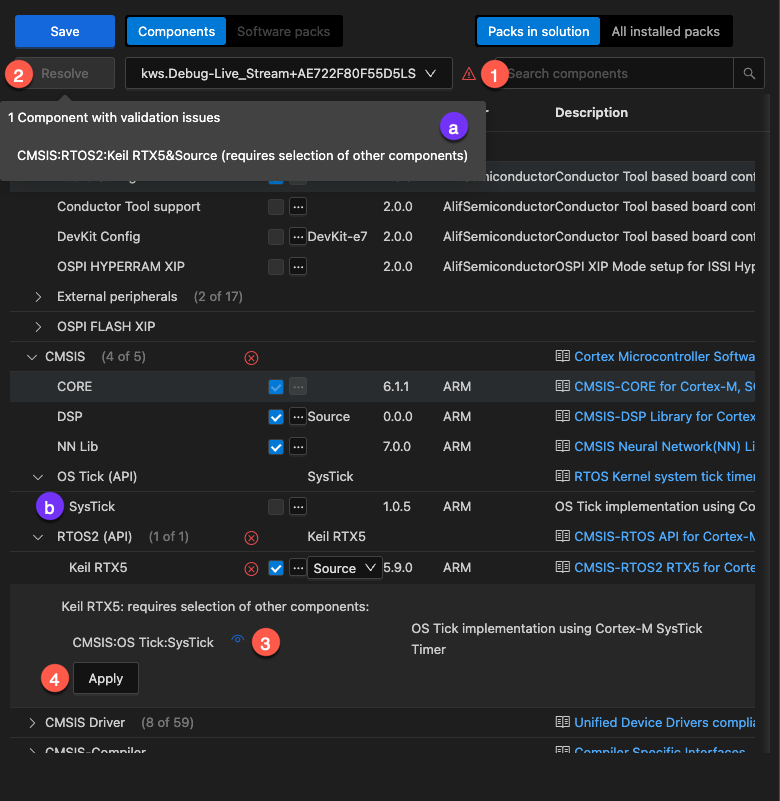 Save Components Software packs Packs in solution All installed packs
2 Resolve kws.Debug-Live_Stream+AE722F80F55D5LS 1 Search components
1 Component with validation issues
a
Description
CMSIS:RTOS2:Keil RTX5&Source (requires selection of other components)
AlifSemiconductor Conductor Tool based board conf
Conductor Tool support ... 2.0.0 AlifSemiconductor Conductor Tool based board conf
DevKit Config ... DevKit-e7 2.0.0 AlifSemiconductor Conductor Tool based board conf
OSPI HYPERRAM XIP ... 2.0.0 AlifSemiconductor OSPI XIP Mode setup for ISSI Hyp
External peripherals (2 of 17)
OSPI FLASH XIP
CMSIS (4 of 5) Cortex Microcontroller Softwa
CORE ... 6.1.1 ARM CMSIS-CORE for Cortex-M, SC
DSP ... Source 0.0.0 ARM CMSIS-DSP Library for Cortex
NN Lib ... 7.0.0 ARM CMSIS Neural Network(NN) Li
OS Tick (API) SysTick RTOS Kernel system tick timer
b SysTick ... 1.0.5 ARM OS Tick implementation using Co
RTOS2 (API) (1 of 1) Keil RTX5 CMSIS-RTOS API for Cortex-M
Keil RTX5 ... Source 5.9.0 ARM CMSIS-RTOS2 RTX5 for Corte
Keil RTX5: requires selection of other components:
CMSIS:OS Tick:SysTick 3 OS Tick implementation using Cortex-M SysTick
Timer
4 Apply
CMSIS Driver (8 of 59) Unified Device Drivers complia
CMSIS-Compiler Compiler Specific Interfaces